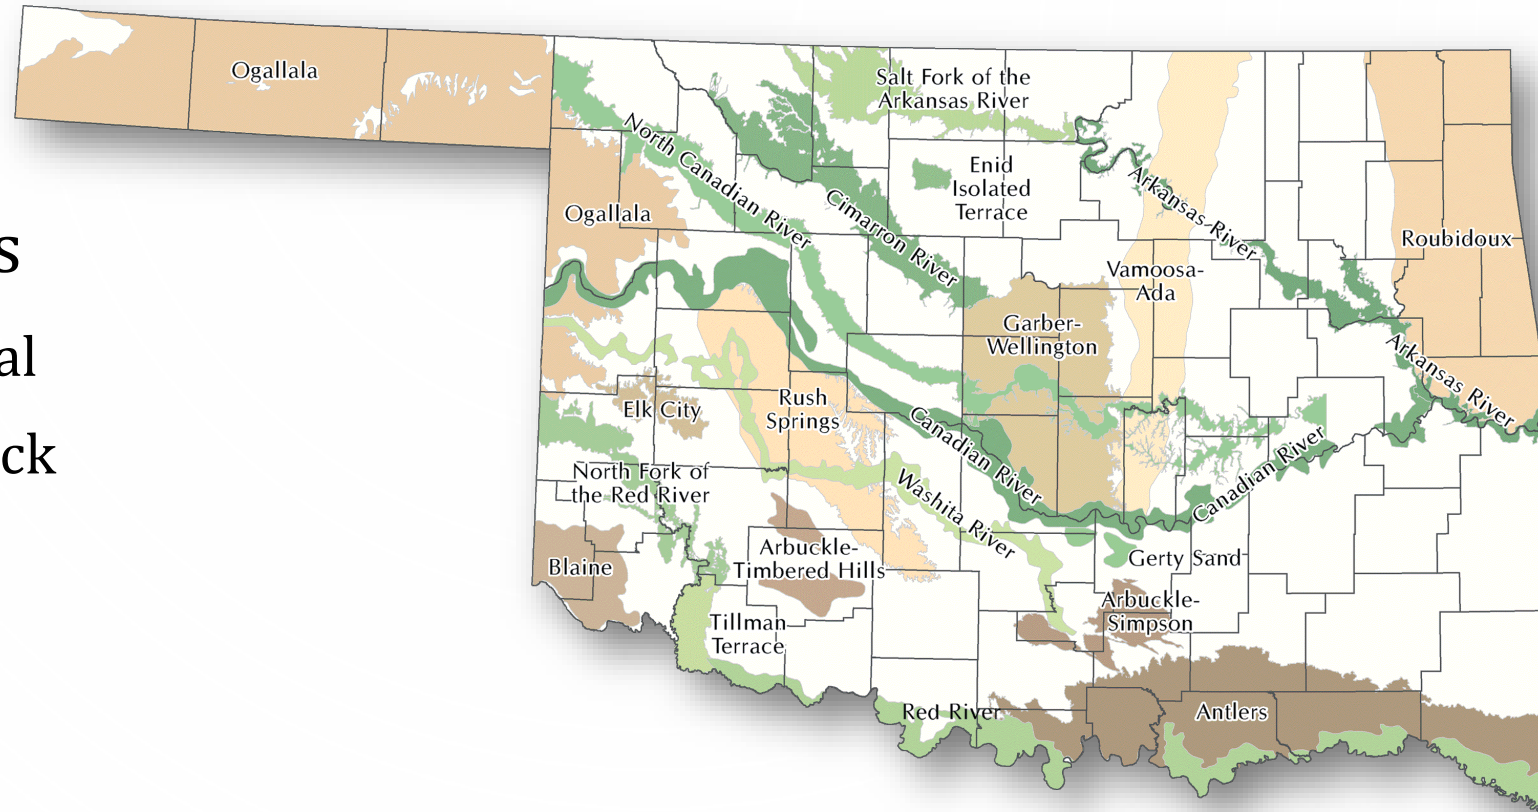 Ogallala
Salt Fork of the
Arkansas River
North Canadian River
Enid
Isolated
Terrace
Arkansas River
Ogallala
Cimarron River
Roubidoux
s
Vamoosa-
Ada
Garber-
Wellington
al
Arkansas River
Elk City
Rush
Springs
Canadian River
ck
Canadian River
North Fork of
the Red River
Washita River
Arbuckle-
Timbered Hills
Gerty Sand
Blaine
Arbuckle-
Simpson
Tillman
Terrace
Red River
Antlers